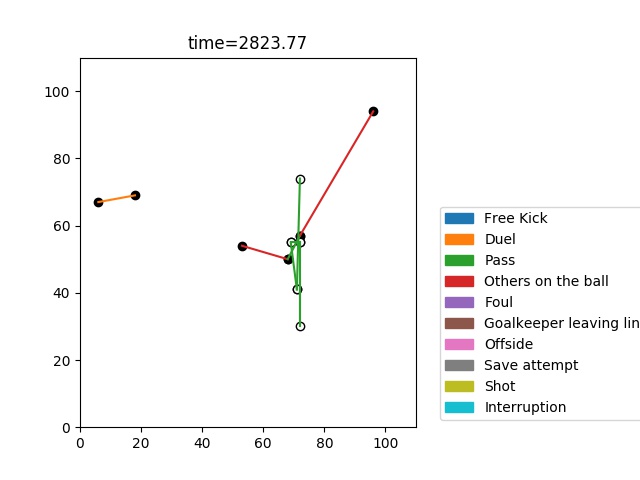 time=2823.77
100
80
60
40
20
0
0 20 40 60 80 100
Free Kick
Duel
Pass
Others on the ball
Foul
Goalkeeper leaving lin
Offside
Save attempt
Shot
Interruption